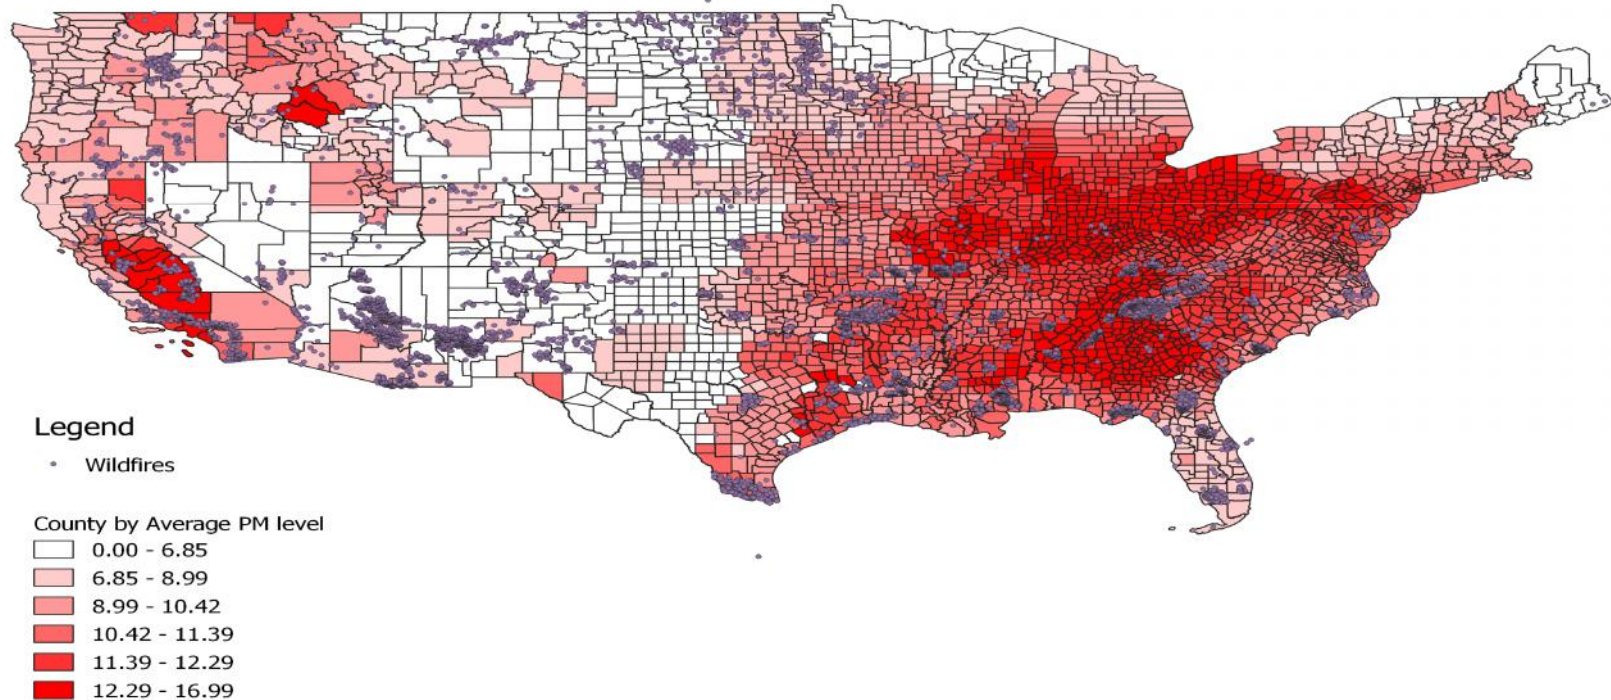 Legend
Wildfires
County by Average PM level
0.00 - 6.85
6.85 - 8.99
8.99 - 10.42
10.42 - 11.39
11.39 - 12.29
12.29 - 16.99